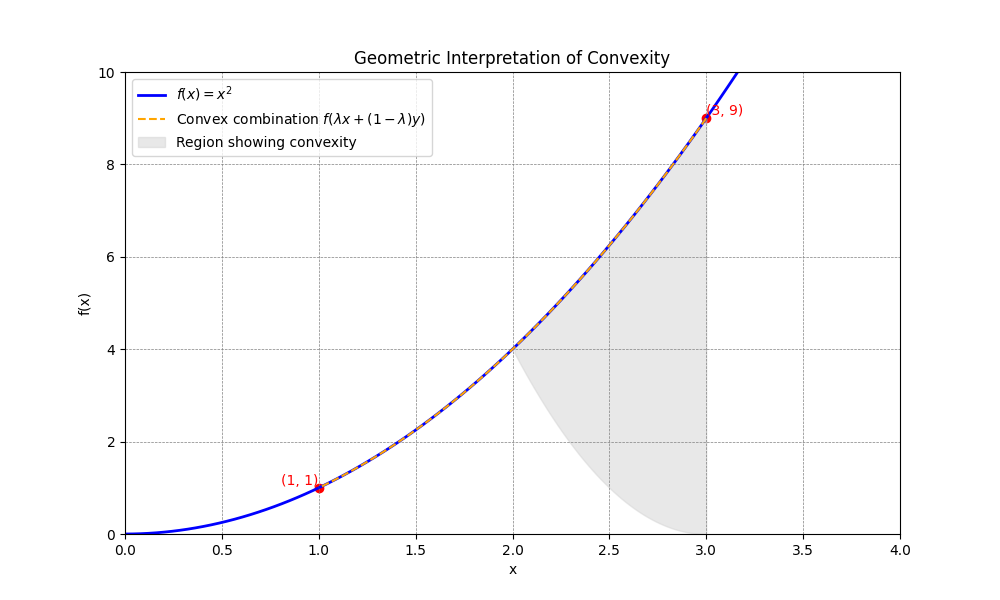 Geometric Interpretation of Convexity
f(x) = x²
Convex combination f(λx + (1 − λ)y)
Region showing convexity
(3, 9)
(1, 1)
f(x)
10
8
6
4
2
0
0.0 0.5 1.0 1.5 2.0 2.5 3.0 3.5 4.0
x